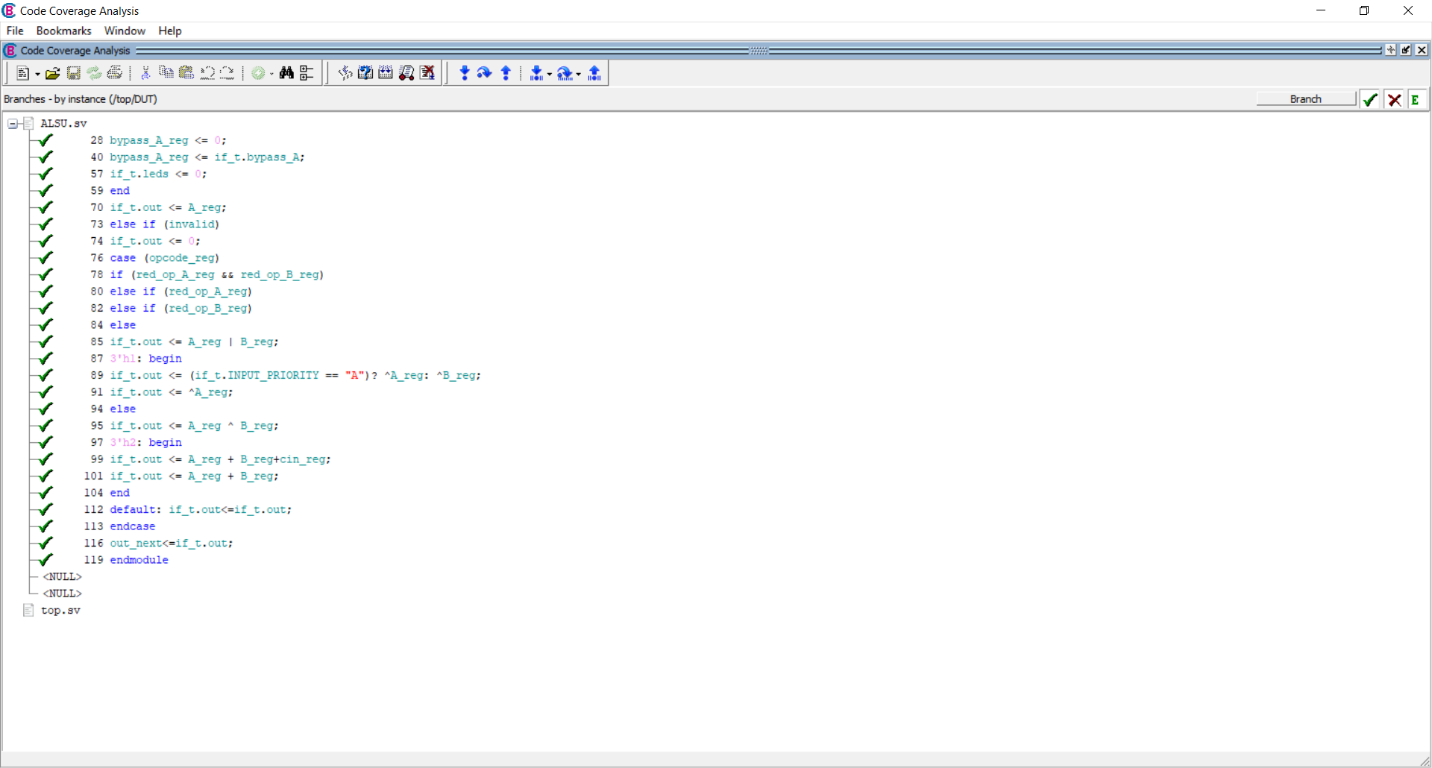 Code Coverage Analysis
File Bookmarks Window Help
Code Coverage Analysis
Branches - by instance (/top/DUT)
Branch
E
ALSU.sv
28 bypass_A_reg <= 0;
40 bypass_A_reg <= if_t.bypass_A;
57 if_t.leds <= 0;
59 end
70 if_t.out <= A_reg;
73 else if (invalid)
74 if_t.out <= 0;
76 case (opcode_reg)
78 if (red_op_A_reg && red_op_B_reg)
80 else if (red_op_A_reg)
82 else if (red_op_B_reg)
84 else
85 if_t.out <= A_reg | B_reg;
87 3'h1: begin
89 if_t.out <= (if_t.INPUT_PRIORITY == "A")? ^A_reg: ^B_reg;
91 if_t.out <= ^A_reg;
94 else
95 if_t.out <= A_reg ^ B_reg;
97 3'h2: begin
99 if_t.out <= A_reg + B_reg+cin_reg;
101 if_t.out <= A_reg + B_reg;
104 end
112 default: if_t.out<=if_t.out;
113 endcase
116 out_next<=if_t.out;
119 endmodule
<NULL>
<NULL>
top.sv